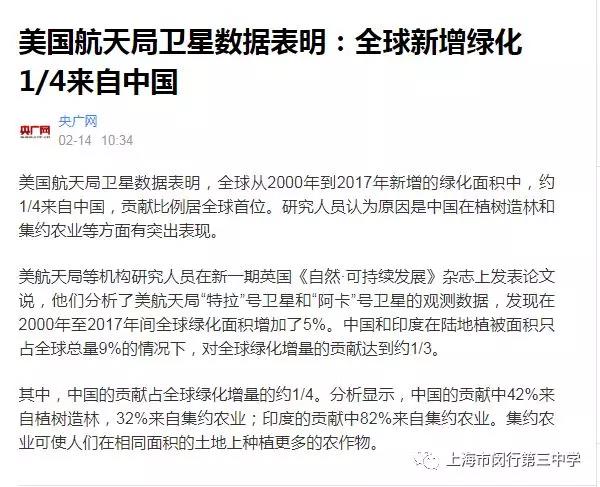 美国航天局卫星数据表明：全球新增绿化
1/4来自中国
央广网
央广网
02-14 10:34
美国航天局卫星数据表明，全球从2000年到2017年新增的绿化面积中，约
1/4来自中国，贡献比例居全球首位。研究人员认为原因是中国在植树造林和
集约农业等方面有突出表现。
美航天局等机构研究人员在新一期英国《自然·可持续发展》杂志上发表论文
说，他们分析了美航天局“特拉”号卫星和“阿卡”号卫星的观测数据，发现在
2000年至2017年间全球绿化面积增加了5%。中国和印度在陆地植被面积只
占全球总量9%的情况下，对全球绿化增量的贡献达到约1/3。
其中，中国的贡献占全球绿化增量的约1/4。分析显示，中国的贡献中42%来
自植树造林，32%来自集约农业；印度的贡献中82%来自集约农业。集约农
业可使人们在相同面积的土地上种植更多的农作物。
上海市闵行第三中学